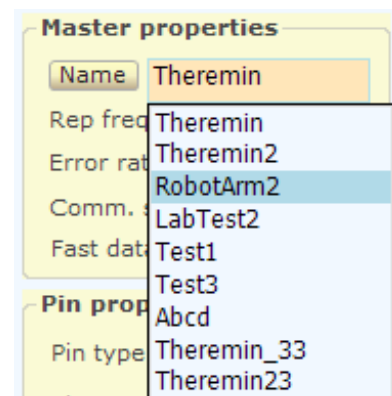 Master properties
Name Theremin
Rep freq
Theremin
Error rat
Theremin2
RobotArm2
Comm. s
LabTest2
Fast data
Test1
Test3
Pin prop
Abcd
Pin type
Theremin_33
Theremin23